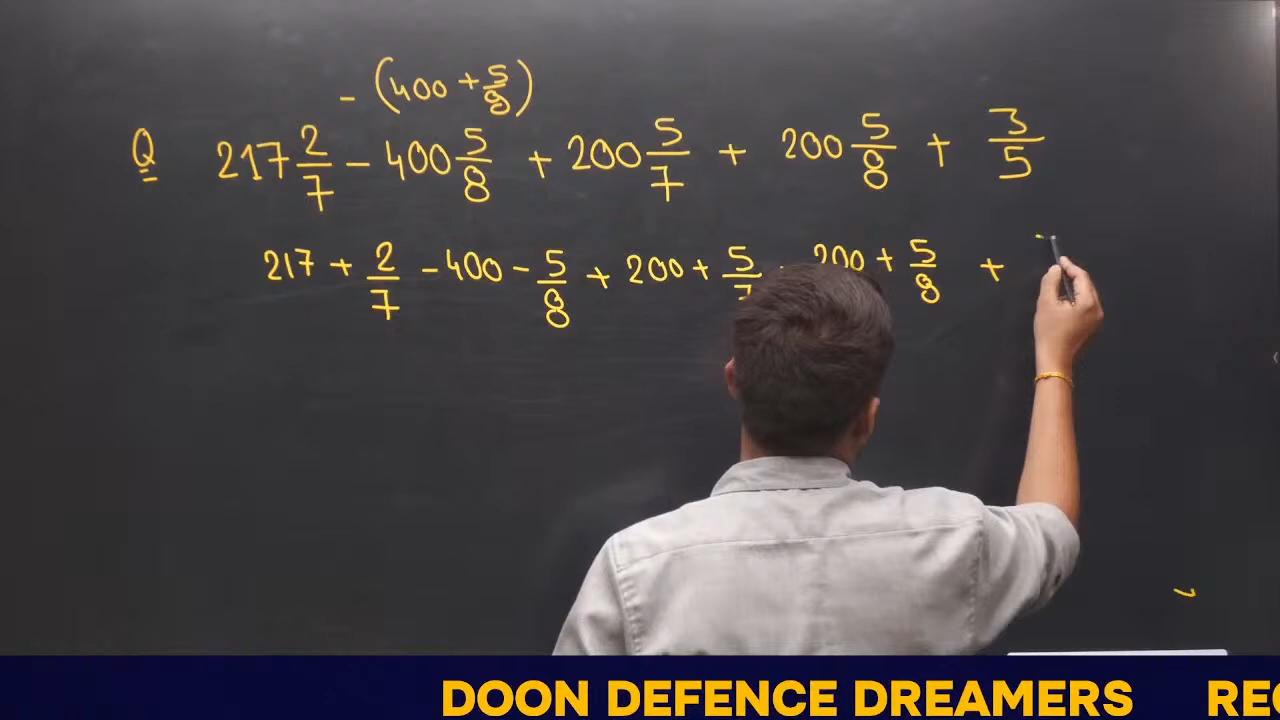 - (400 + 5/8)
Q 217 2/7 - 400 5/8 + 200 5/7 + 200 5/8 + 3/5
217 + 2/7 - 400 - 5/8 + 200 + 5/ 200 + 5/8 +
DOON DEFENCE DREAMERS